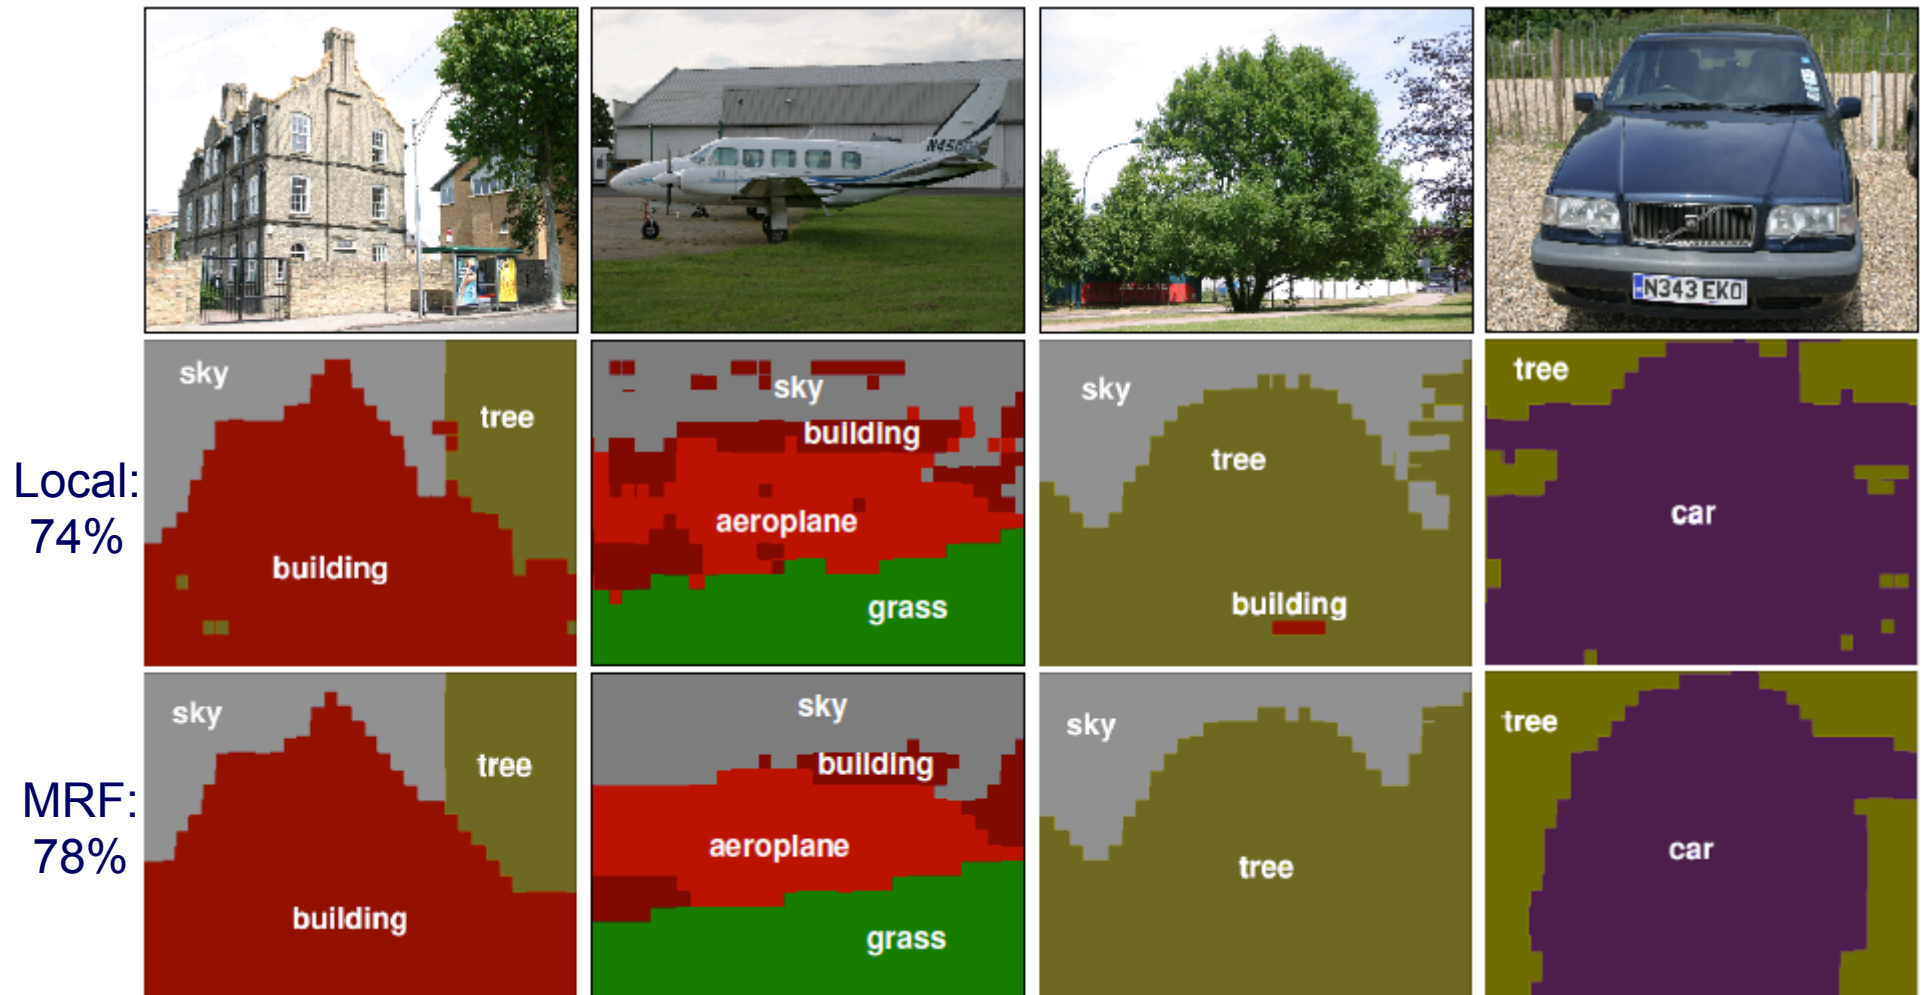 N343 EKO
sky
tree
building
sky
building
aeroplane
grass
sky
tree
building
tree
car
Local:
74%
sky
tree
building
sky
building
aeroplane
grass
sky
tree
tree
car
MRF:
78%